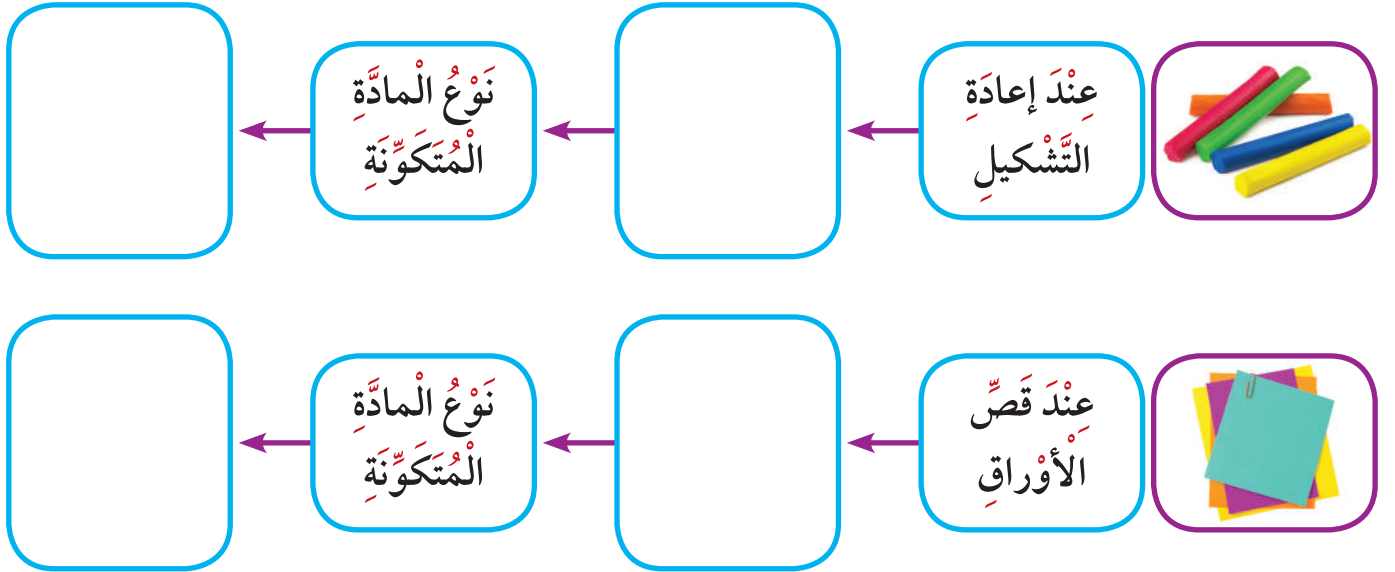 عِنْدَ إعادَةِ
التَّشْكيلِ
نَوْعُ الْمادَّةِ
الْمُتَكَوِّنَةِ
عِنْدَ قَصِّ
الْأَوْراقِ
نَوْعُ الْمادَّةِ
الْمُتَكَوِّنَةِ